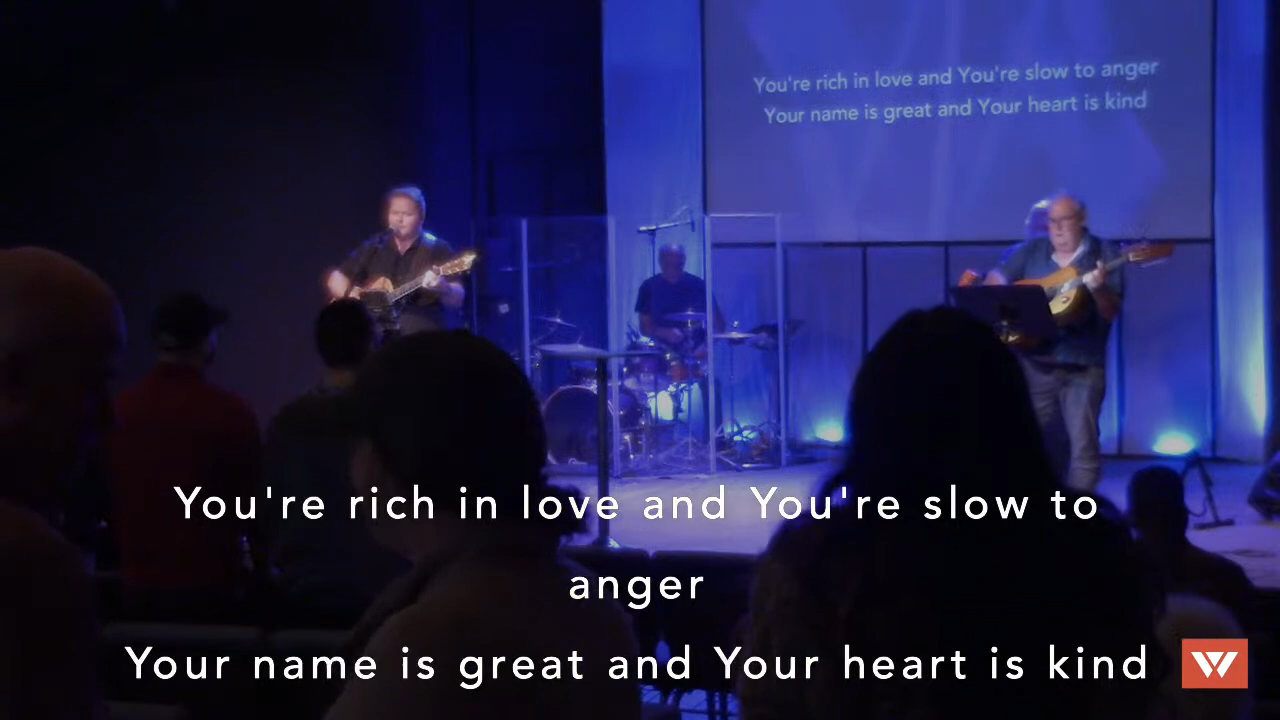 You're rich in love and You're slow to anger
Your name is great and Your heart is kind
You're rich in love and You're slow to
anger
Your name is great and Your heart is kind
W